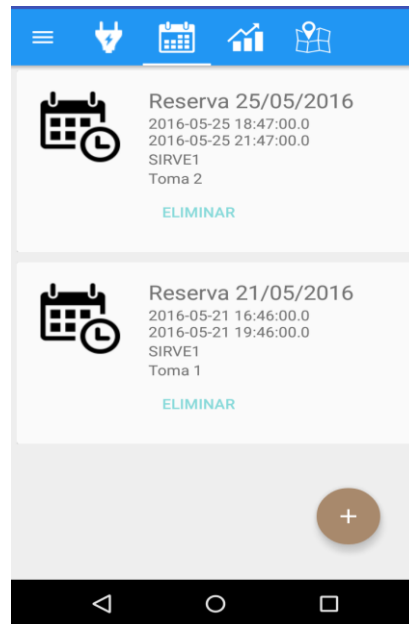 Reserva 25/05/2016
2016-05-25 18:47:00.0
2016-05-25 21:47:00.0
SIRVE1
Toma 2
ELIMINAR
Reserva 21/05/2016
2016-05-21 16:46:00.0
2016-05-21 19:46:00.0
SIRVE1
Toma 1
ELIMINAR
+